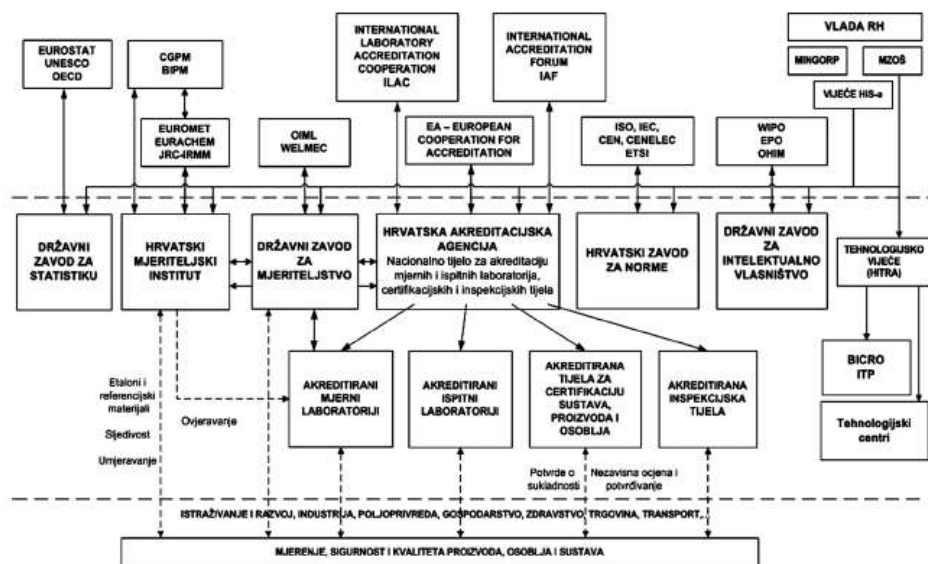 EUROSTAT
UNESCO
OECD
CGPM
BIPM
INTERNATIONAL
LABORATORY
ACCREDITATION
COOPERATION
ILAC
INTERNATIONAL
ACCREDITATION
FORUM
IAF
VLADA RH
MINGORP
MZOŠ
VIJEĆE HIS-a
EUROMET
EURACHEM
JRC-IRMM
OIML
WELMEC
EA – EUROPEAN
COOPERATION FOR
ACCREDITATION
ISO, IEC,
CEN, CENELEC
ETSI
WIPO
EPO
OHIM
DRŽAVNI
ZAVOD ZA
STATISTIKU
HRVATSKI
MJERITELJSKI
INSTITUT
DRŽAVNI ZAVOD
ZA
MJERITELJSTVO
HRVATSKA AKREDITACIJSKA
AGENCIJA
Nacionalno tijelo za akreditaciju
mjernih i ispitnih laboratorija,
certifikacijskih i inspekcijskih tijela
HRVATSKI ZAVOD
ZA NORME
DRŽAVNI ZAVOD
ZA
INTELEKTUALNO
VLASNIŠTVO
TEHNOLOGIJSKO
VIJEĆE
(HITRA)
BICRO
ITP
Tehnologijski
centri
Etaloni i
referencijski
materijali
Sljedivost
Umjeravanje
Ovjeravanje
AKREDITIRANI
MJERNI
LABORATORIJI
AKREDITIRANI
ISPITNI
LABORATORIJI
AKREDITIRANA
TIJELA ZA
CERTIFIKACIJU
SUSTAVA,
PROIZVODA I
OSOBLJA
AKREDITIRANA
INSPEKCIJSKA
TIJELA
Potvrde o
sukladnosti
Nezavisna ocjena i
potvrđivanje
ISTRAŽIVANJE I RAZVOJ, INDUSTRIJA, POLJOPRIVREDA, GOSPODARSTVO, ZDRAVSTVO, TRGOVINA, TRANSPORT,...
MJERENJE, SIGURNOST I KVALITETA PROIZVODA, OSOBLJA I SUSTAVA